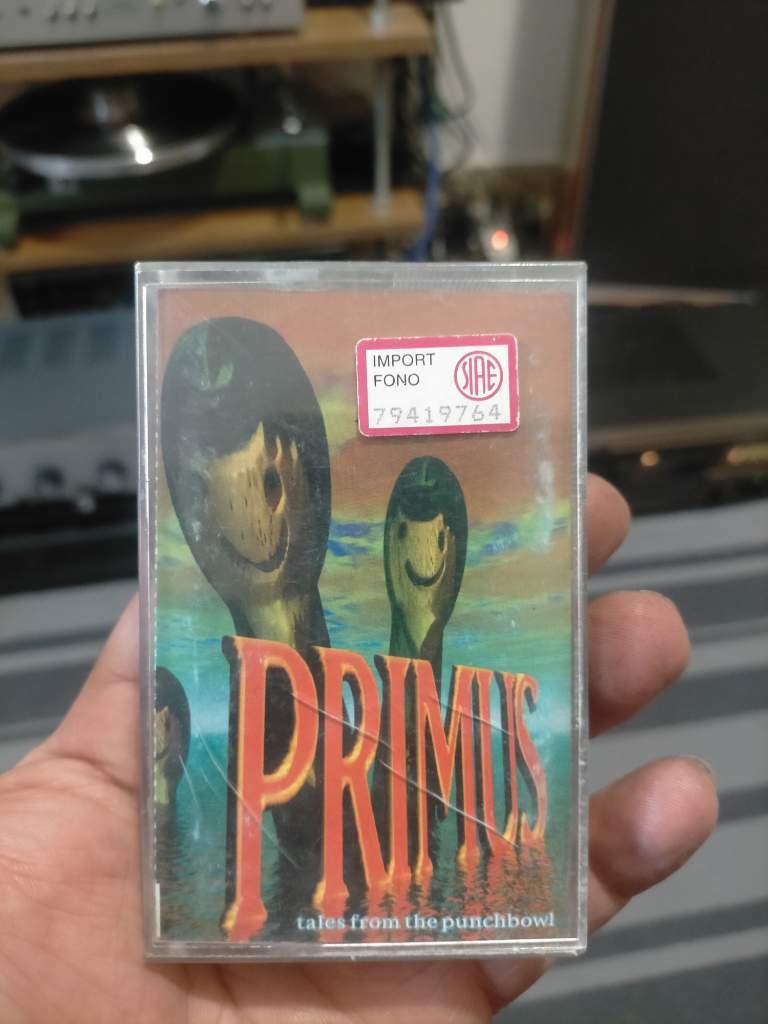 IMPORT
FONO
SIAE
79419764
PRIMUS
tales from the punchbowl